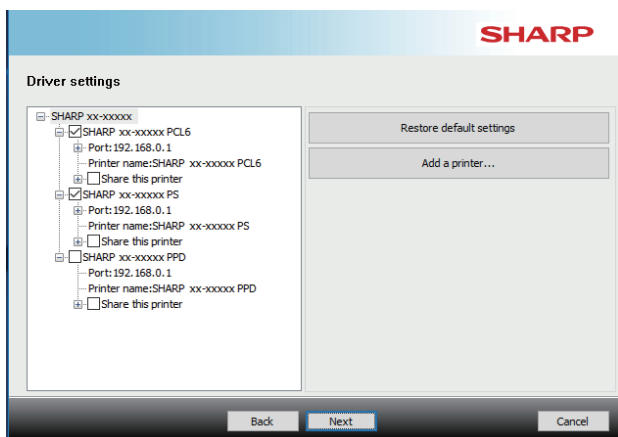 SHARP
Driver settings
SHARP xx-xxxxx
SHARP xx-xxxxx PCL6
Port:192.168.0.1
Printer name:SHARP xx-xxxxx PCL6
Share this printer
SHARP xx-xxxxx PS
Port:192.168.0.1
Printer name:SHARP xx-xxxxx PS
Share this printer
SHARP xx-xxxxx PPD
Port:192.168.0.1
Printer name:SHARP xx-xxxxx PPD
Share this printer
Restore default settings
Add a printer...
Back
Next
Cancel